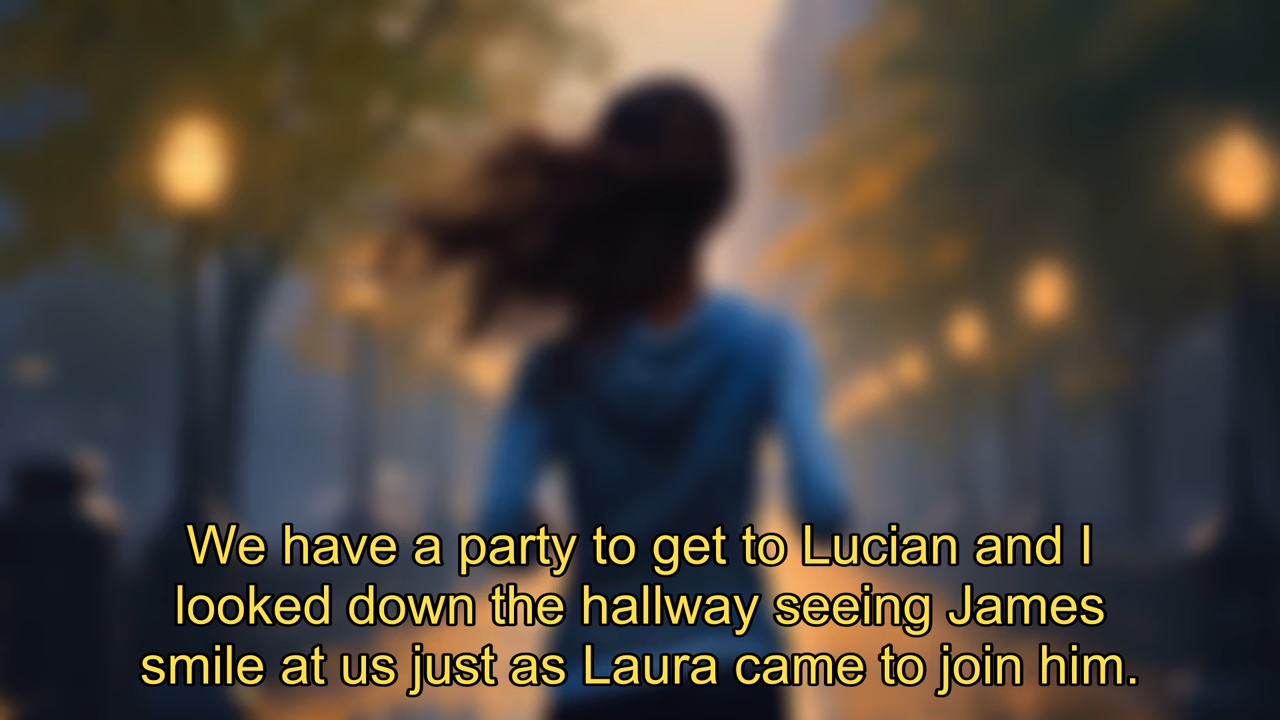 We have a party to get to Lucian and I
looked down the hallway seeing James
smile at us just as Laura came to join him.